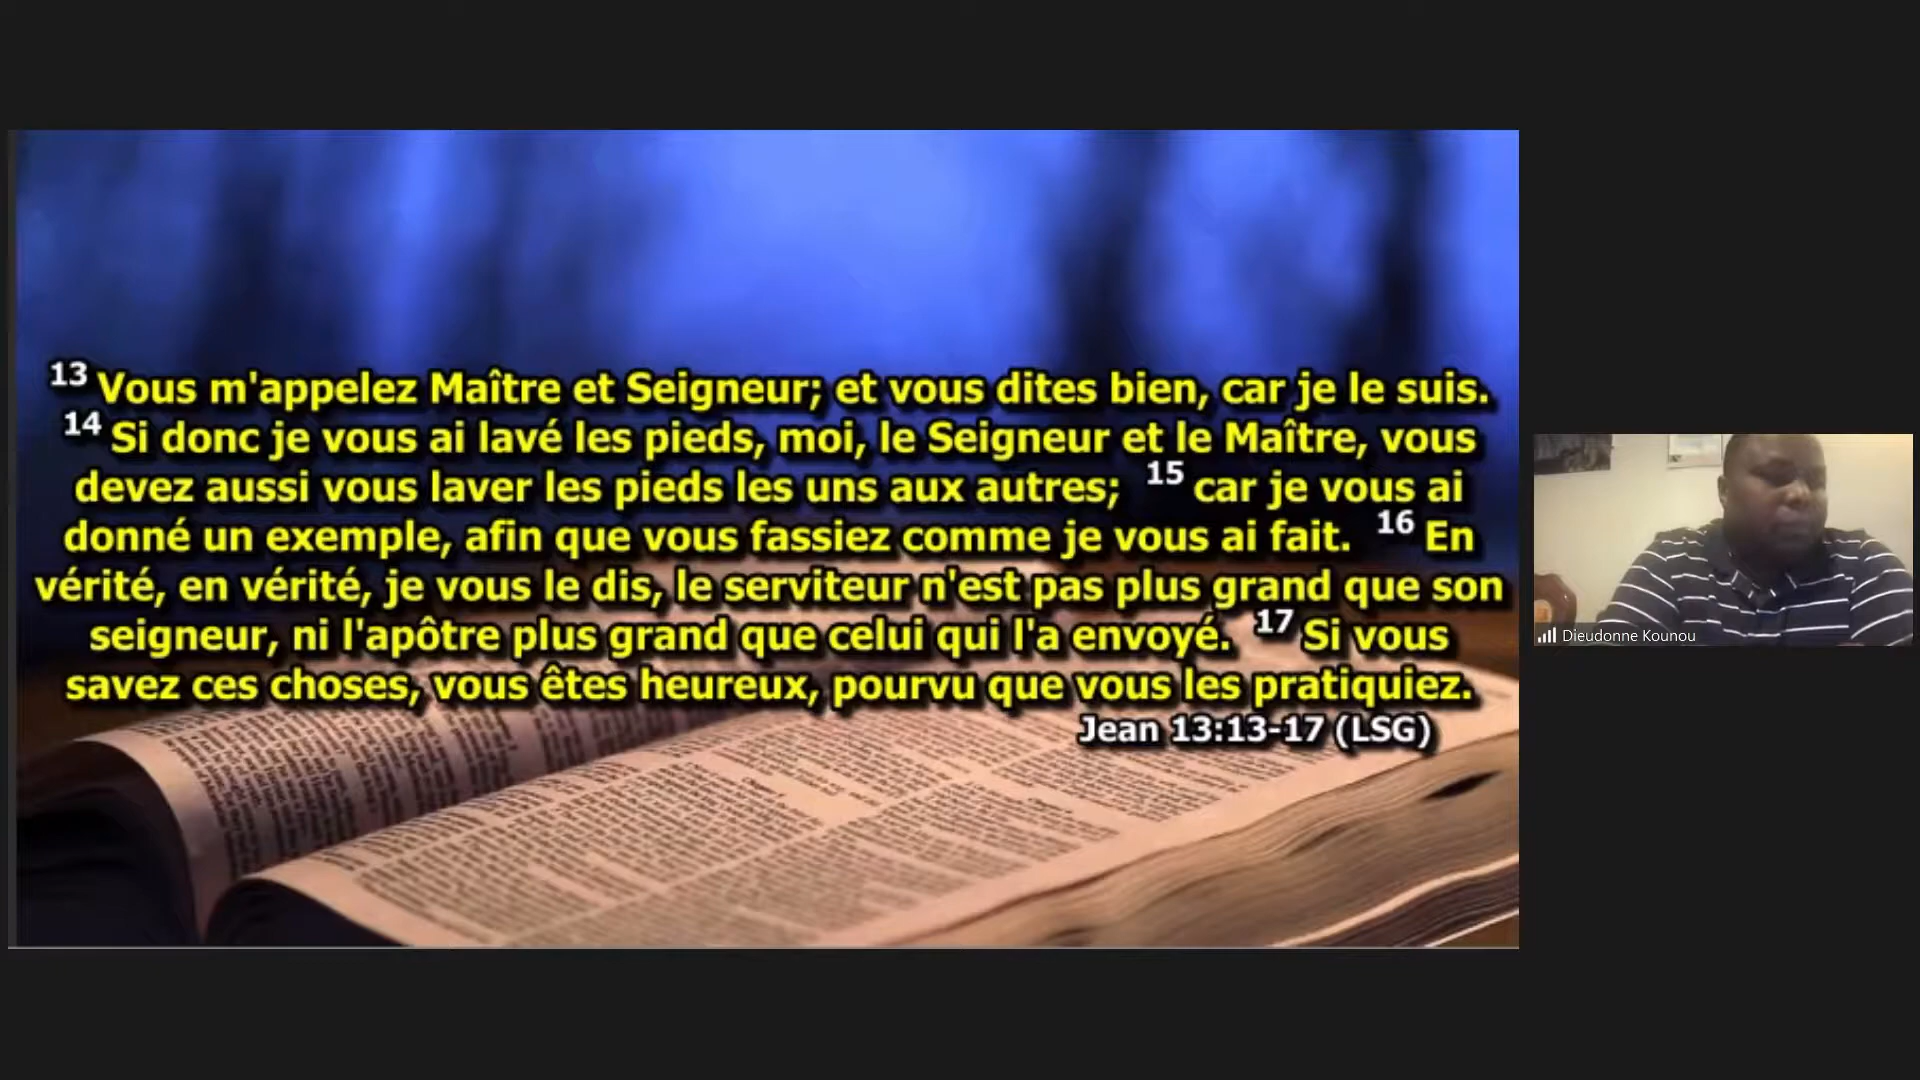 13 Vous m'appelez Maître et Seigneur; et vous dites bien, car je le suis.
14 Si donc je vous ai lavé les pieds, moi, le Seigneur et le Maître, vous
devez aussi vous laver les pieds les uns aux autres; 15 car je vous ai
donné un exemple, afin que vous fassiez comme je vous ai fait. 16 En
vérité, en vérité, je vous le dis, le serviteur n'est pas plus grand que son
seigneur, ni l'apôtre plus grand que celui qui l'a envoyé. 17 Si vous
savez ces choses, vous êtes heureux, pourvu que vous les pratiquiez.
Jean 13:13-17 (LSG)
Dieudonne Kounou